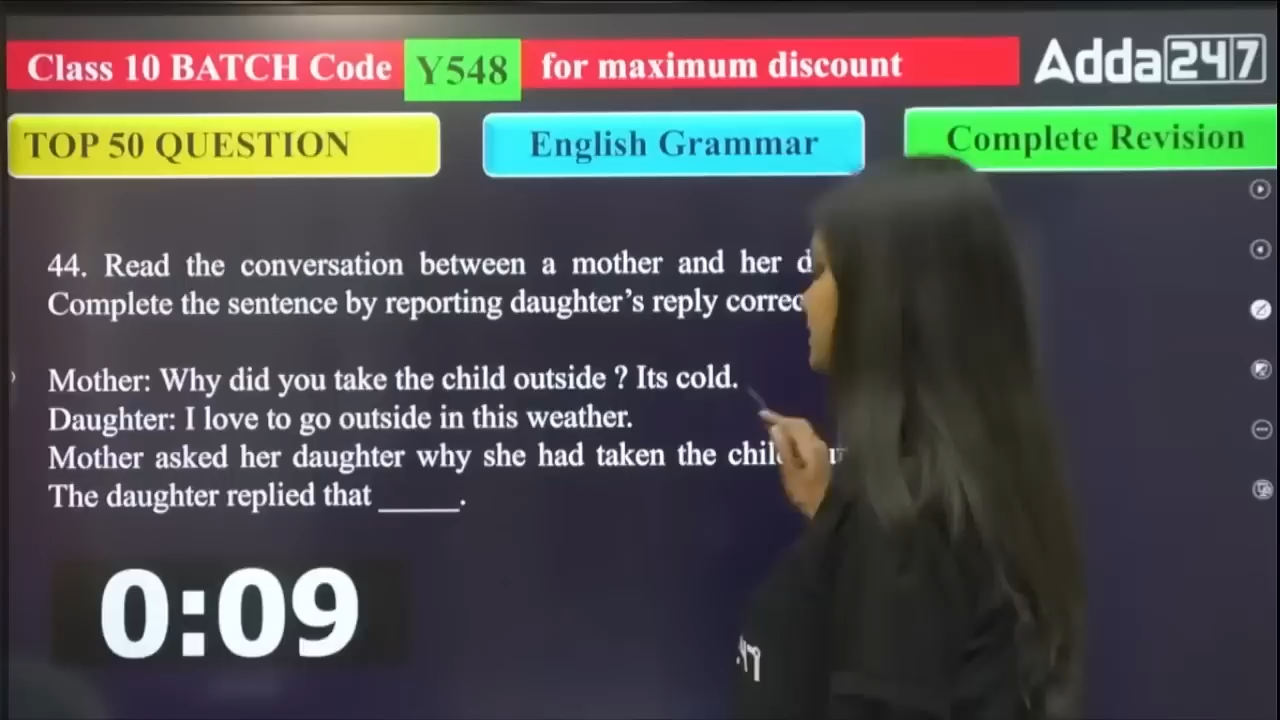 Class 10 BATCH Code Y548 for maximum discount
Adda247
TOP 50 QUESTION
English Grammar
Complete Revision
44. Read the conversation between a mother and her
Complete the sentence by reporting daughter's reply
Mother: Why did you take the child outside ? Its cold.
Daughter: I love to go outside in this weather.
Mother asked her daughter why she had taken the
The daughter replied that _____.
0:09